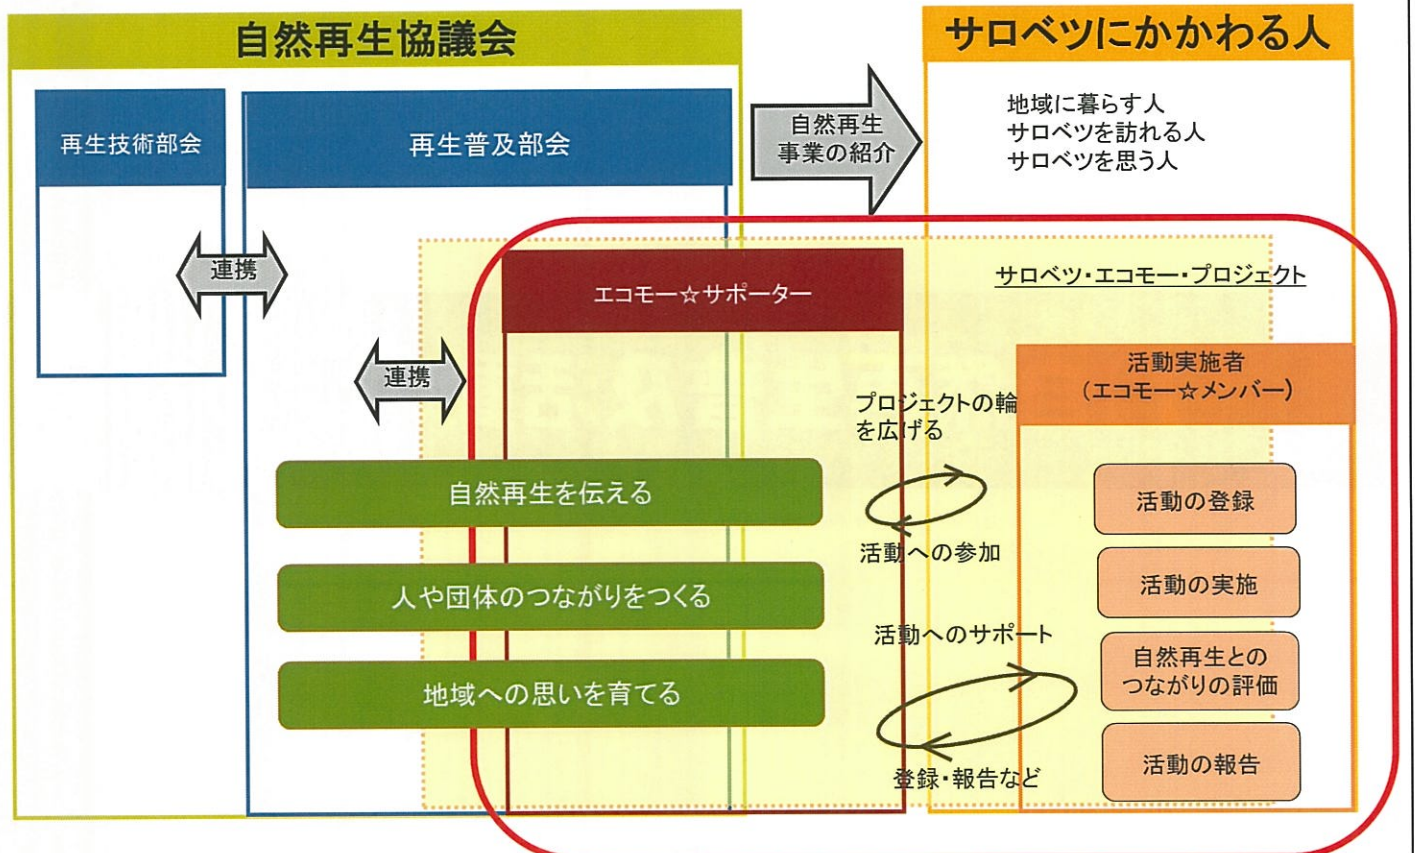 自然再生協議会
サロベツにかかわる人
再生技術部会
再生普及部会
自然再生
事業の紹介
地域に暮らす人
サロベツを訪れる人
サロベツを思う人
連携
エコモー☆サポーター
サロベツ・エコモー・プロジェクト
連携
活動実施者
(エコモー☆メンバー)
プロジェクトの輪
を広げる
自然再生を伝える
活動の登録
活動への参加
人や団体のつながりをつくる
活動の実施
活動へのサポート
自然再生との
つながりの評価
地域への思いを育てる
登録・報告など
活動の報告